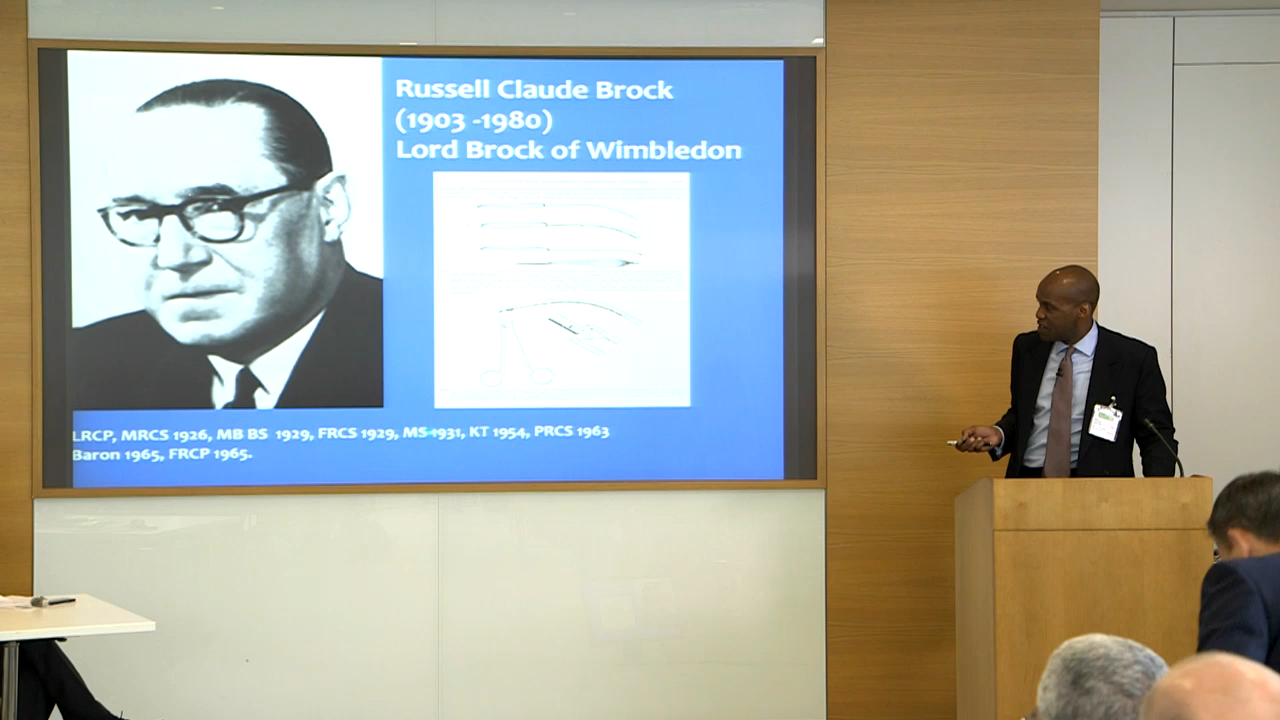 Russell Claude Brock
(1903 -1980)
Lord Brock of Wimbledon
LRCP, MRCS 1926, MB BS 1929, FRCS 1929, MS 1931, KT 1954, PRCS 1963
Baron 1965, FRCP 1965.